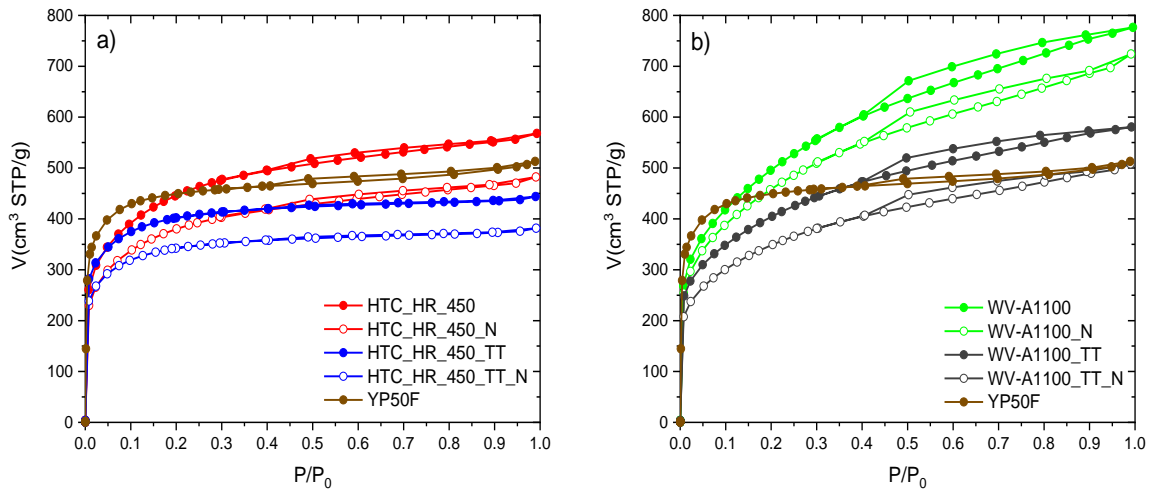 a)
800
700
600
500
400
300
200
100
0
V(cm³ STP/g)
0.0 0.1 0.2 0.3 0.4 0.5 0.6 0.7 0.8 0.9 1.0
P/P₀
HTC_HR_450
HTC_HR_450_N
HTC_HR_450_TT
HTC_HR_450_TT_N
YP50F
b)
800
700
600
500
400
300
200
100
0
V(cm³ STP/g)
0.0 0.1 0.2 0.3 0.4 0.5 0.6 0.7 0.8 0.9 1.0
P/P₀
WV-A1100
WV-A1100_N
WV-A1100_TT
WV-A1100_TT_N
YP50F